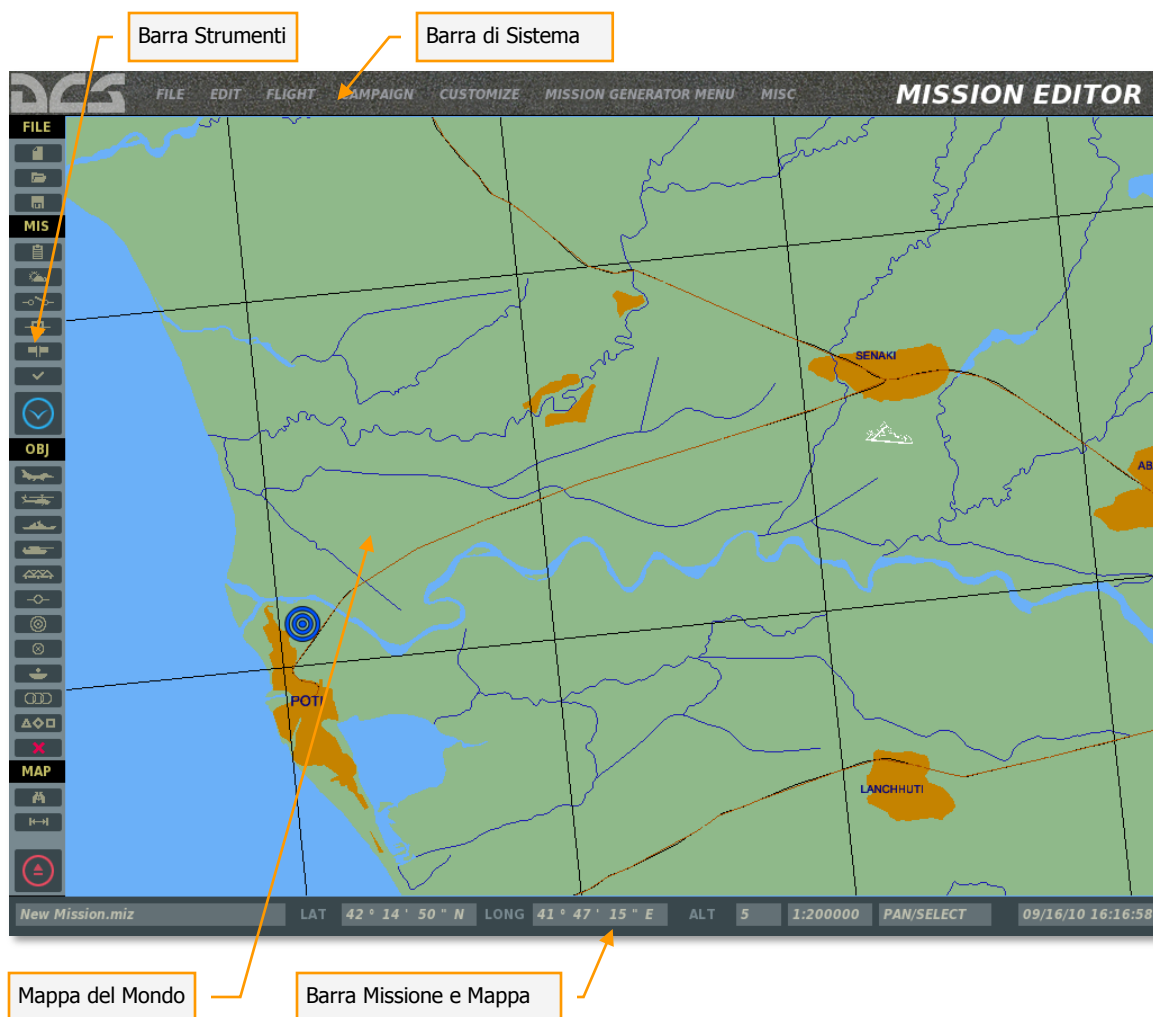 Barra Strumenti
Barra di Sistema
DCS
FILE EDIT FLIGHT CAMPAIGN CUSTOMIZE MISSION GENERATOR MENU MISC MISSION EDITOR
FILE
MIS
OBJ
MAP
SENAKI
AB
POTI
LANCHHUTI
New Mission.miz LAT 42 ° 14 ' 50 " N LONG 41 ° 47 ' 15 " E ALT 5 1:200000 PAN/SELECT 09/16/10 16:16:58
Mappa del Mondo
Barra Missione e Mappa